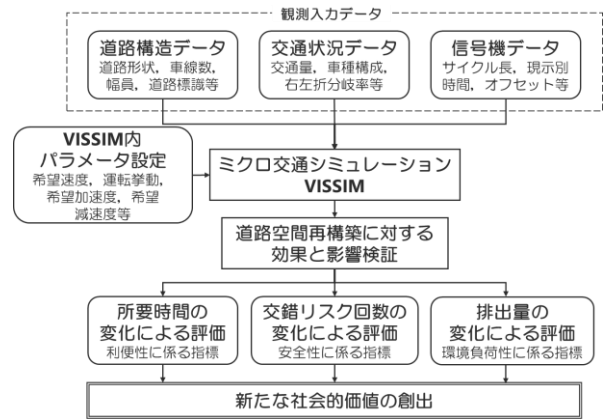 観測入力データ
道路構造データ
道路形状，車線数，
幅員，道路標識等
交通状況データ
交通量，車種構成，
右左折分岐率等
信号機データ
サイクル長，現示別
時間，オフセット等
VISSIM内
パラメータ設定
希望速度，運転挙動，
希望加速度，希望
減速度等
ミクロ交通シミュレーション
VISSIM
道路空間再構築に対する
効果と影響検証
所要時間の
変化による評価
利便性に係る指標
交錯リスク回数の
変化による評価
安全性に係る指標
排出量の
変化による評価
環境負荷性に係る指標
新たな社会的価値の創出